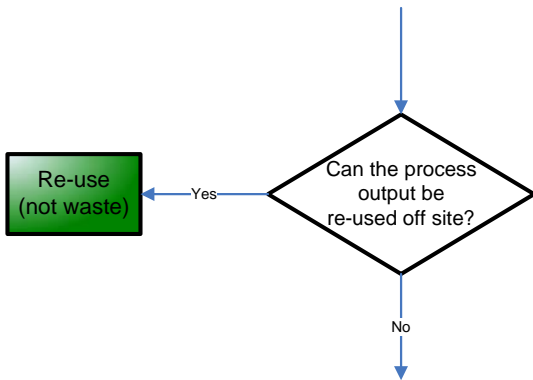 Re-use
(not waste)
Yes
Can the process
output be
re-used off site?
No